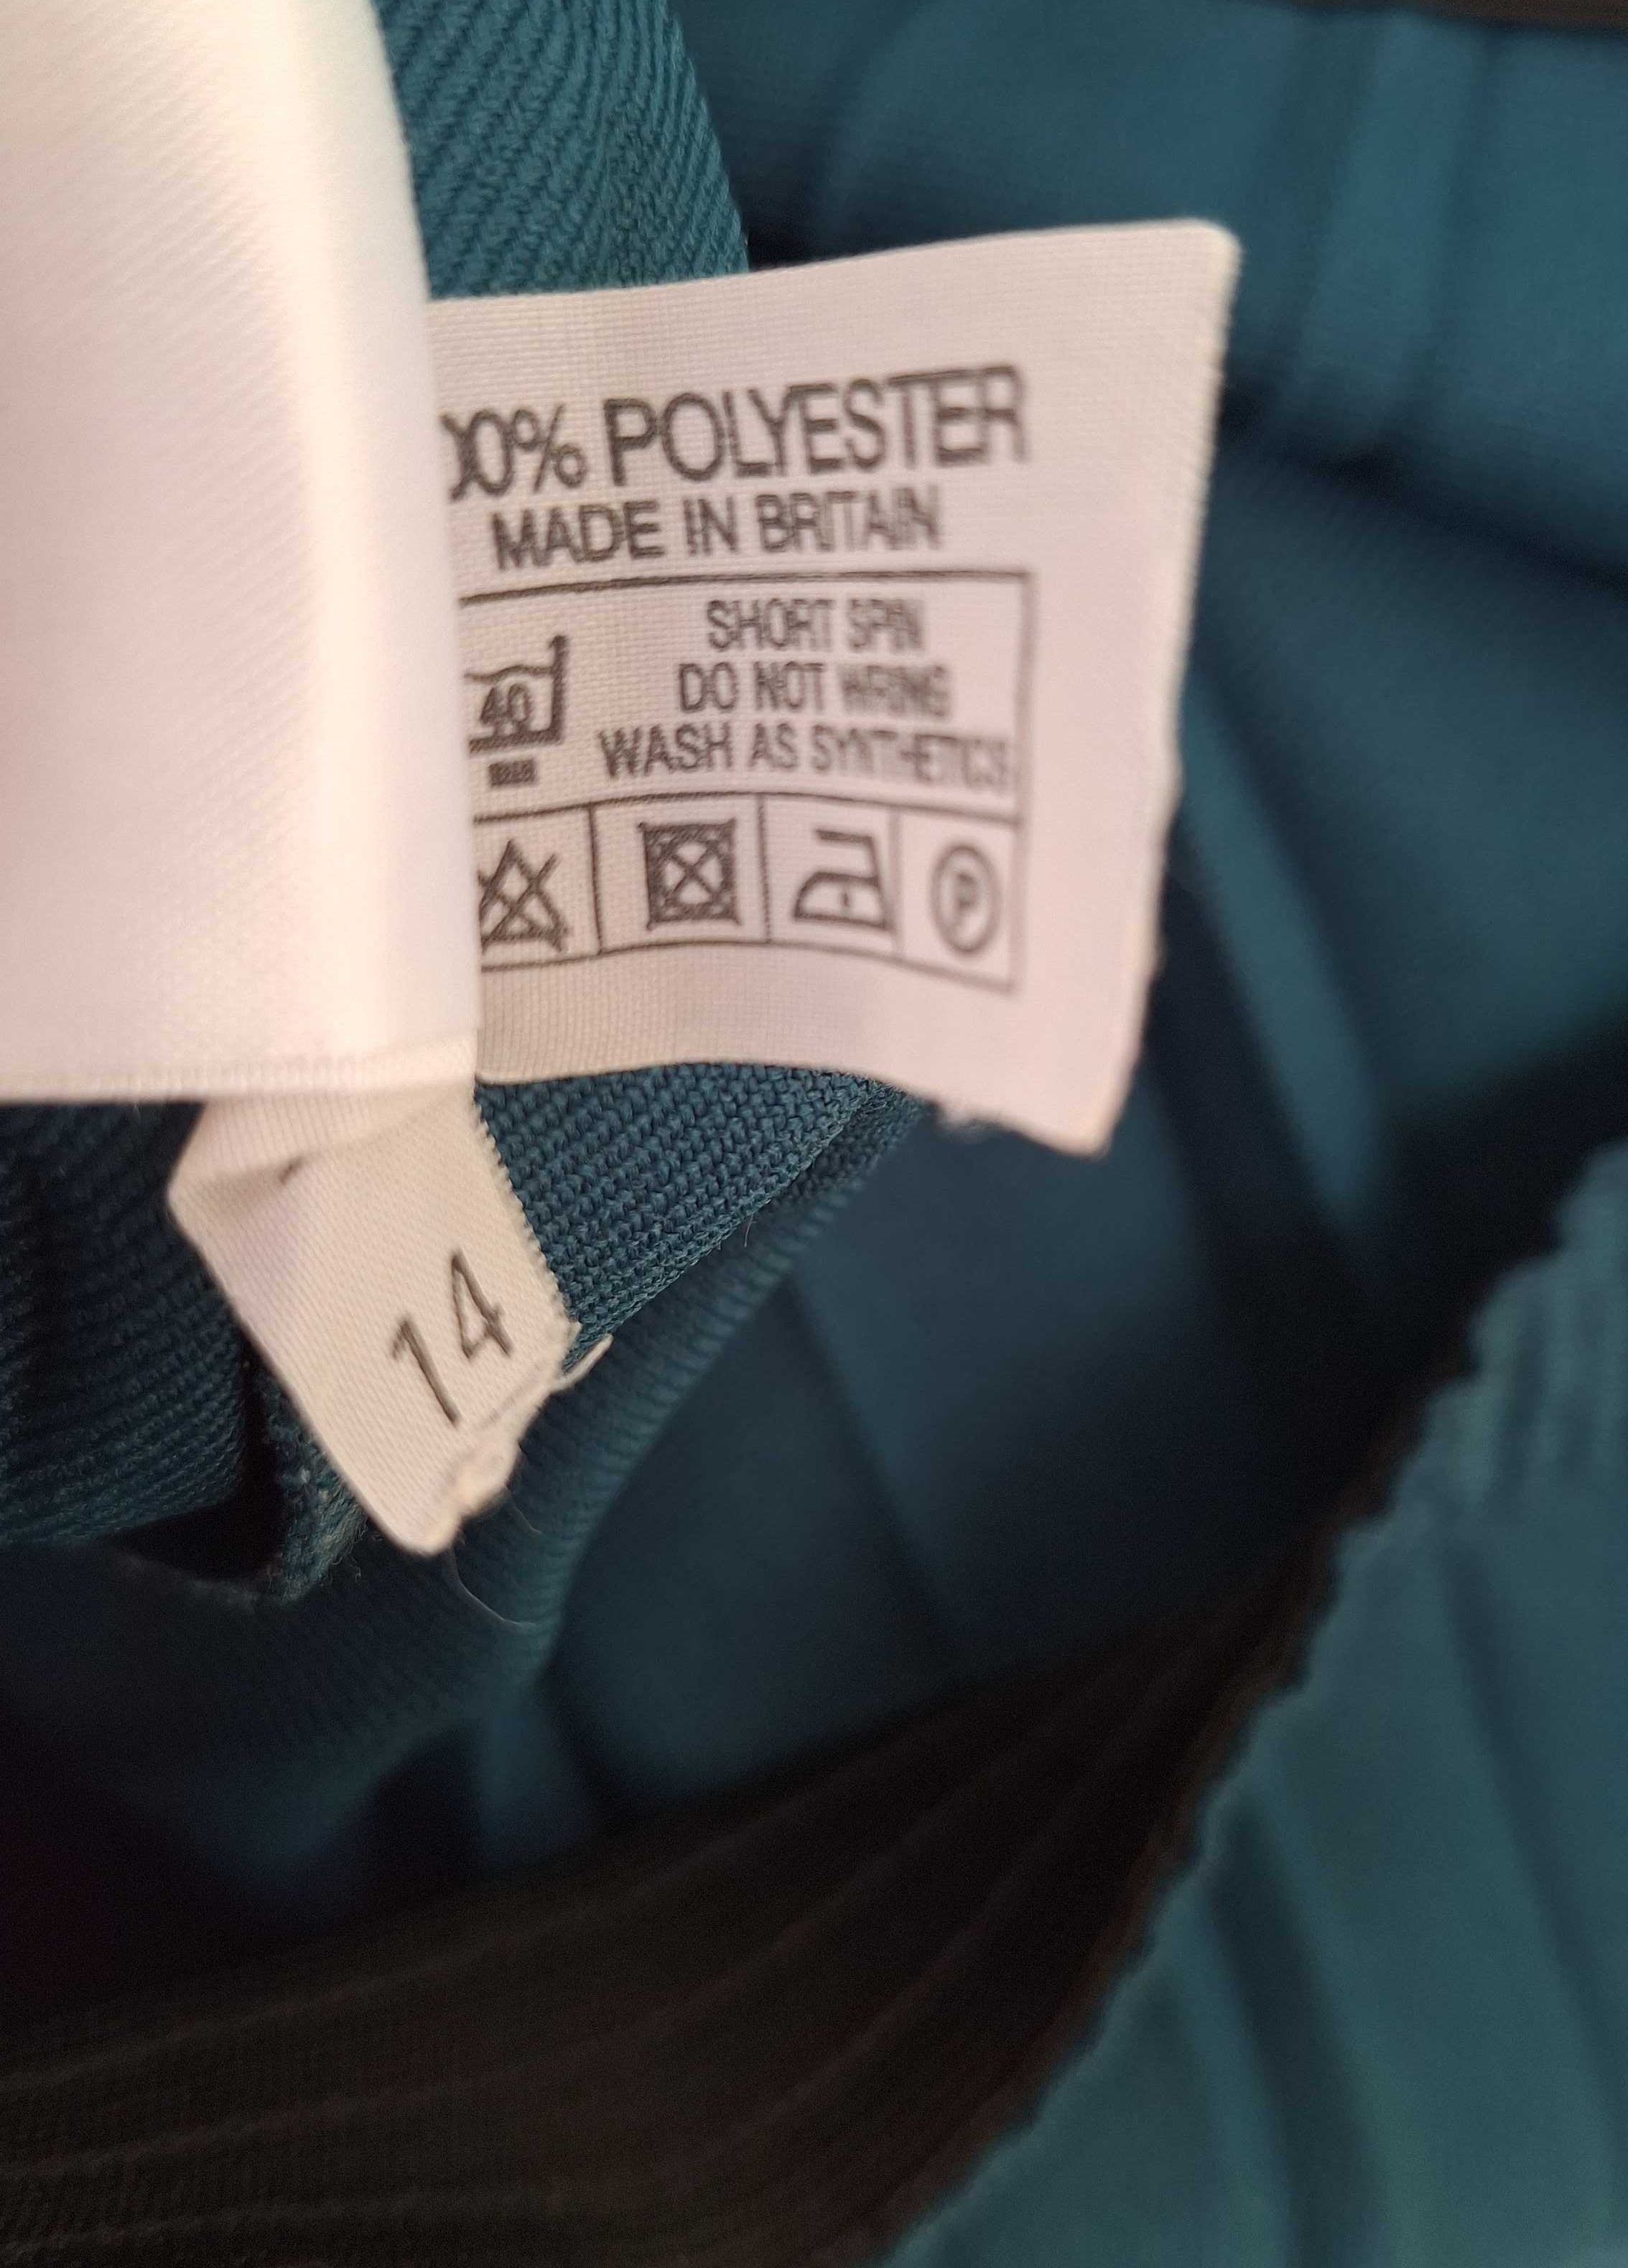 00% POLYESTER
MADE IN BRITAIN
SHORT SPIN
40
DO NOT WRING
WASH AS SYNTHETICS
P
14